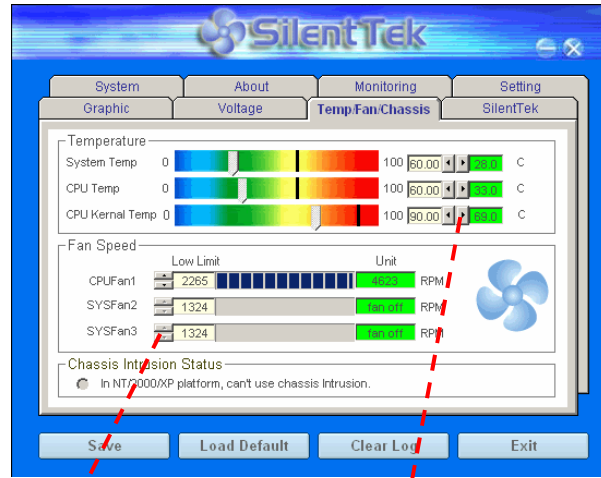 SilentTek
System About Monitoring Setting
Graphic Voltage Temp/Fan/Chassis SilentTek
Temperature
System Temp 0 100 60.00 28.0 C
CPU Temp 0 100 60.00 33.0 C
CPU Kernal Temp 0 100 90.00 69.0 C
Fan Speed
Low Limit Unit
CPUFan1 2265 4623 RPM
SYSFan2 1324 fan off RPM
SYSFan3 1324 fan off RPM
Chassis Intrusion Status
In NT/2000/XP platform, can't use chassis Intrusion.
Save Load Default Clear Log Exit